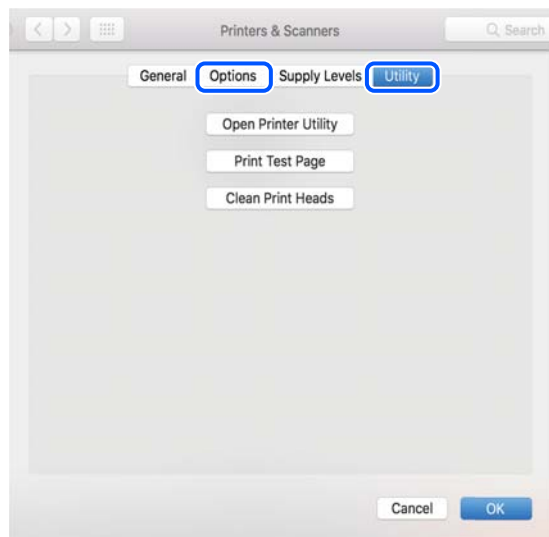 Printers & Scanners Search
General Options Supply Levels Utility
Open Printer Utility
Print Test Page
Clean Print Heads
Cancel OK